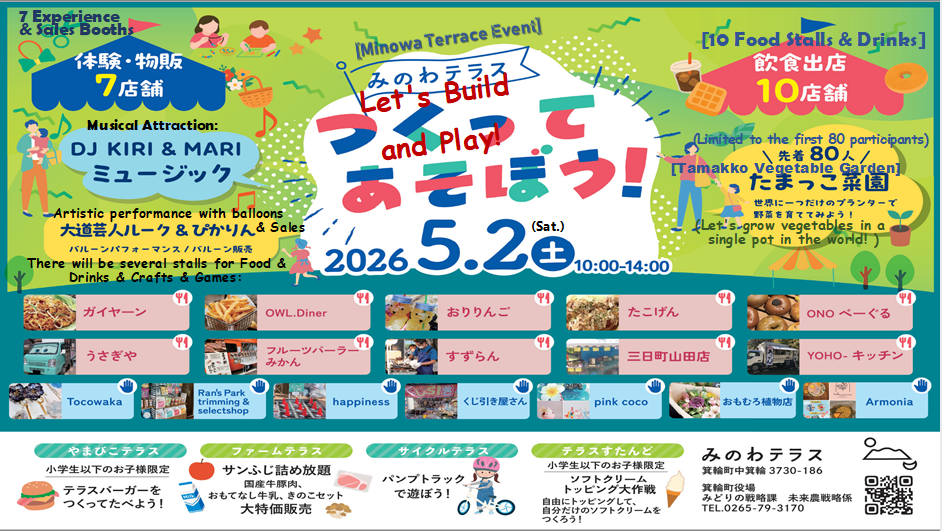 7 Experience
& Sales Booths
体験・物販
7店舗
[Minowa Terrace Event]
みのわテラス
Let's Build
and Play!
つくって
あそぼう!
[10 Food Stalls & Drinks]
飲食出店
10店舗
Musical Attraction:
DJ KIRI & MARI
ミュージック
(Limited to the first 80 participants)
\ 先着80人 /
[Tamakko Vegetable Garden]
たまっこ菜園
世界に一つだけのプランターで
野菜を育ててみよう!
(Let's grow vegetables in a
single pot in the world! )
Artistic performance with balloons
& Sales
大道芸人ルーク & ぴかりん
バルーンパフォーマンス / バルーン販売
There will be several stalls for Food &
Drinks & Crafts & Games:
2026 5.2土 10:00-14:00
(Sat.)
ガイヤーン
OWL.Diner
おりりんご
たこげん
ONO べーぐる
うさぎや
フルーツパーラー
みかん
すずらん
三日町山田店
YOHO- キッチン
Tocowaka
Ran's Park
trimming &
selectshop
happiness
くじ引き屋さん
pink coco
おもむろ植物店
Armonia
やまびこテラス
小学生以下のお子様限定
テラスバーガーを
つくってたべよう!
ファームテラス
サンふじ詰め放題
国産牛豚肉、
おもてなし牛乳、きのこセット
大特価販売
サイクルテラス
パンプトラック
で遊ぼう!
テラスすたんど
小学生以下のお子様限定
ソフトクリーム
トッピング大作戦
自由にトッピングして、
自分だけのソフトクリームを
つくろう!
みのわテラス
箕輪町中箕輪 3730-186
箕輪町役場
みどりの戦略課 未来農戦略係
TEL.0265-79-3170